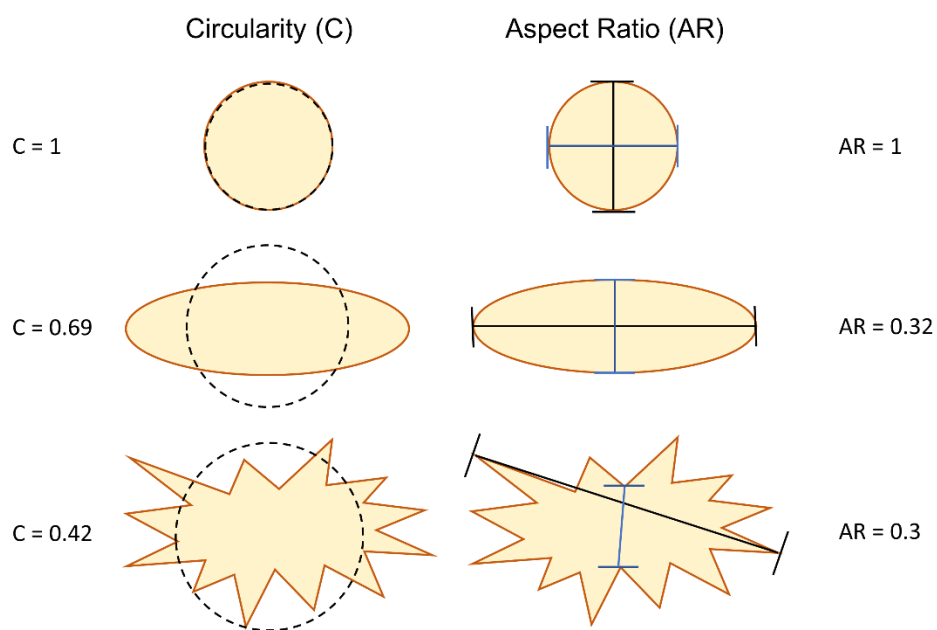 Circularity (C)
Aspect Ratio (AR)
C = 1
AR = 1
C = 0.69
AR = 0.32
C = 0.42
AR = 0.3